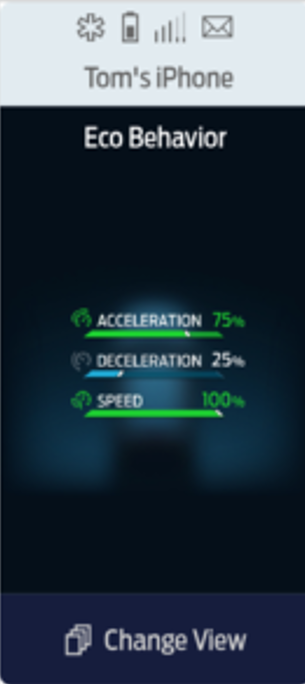 Tom's iPhone
Eco Behavior
ACCELERATION 75%
DECELERATION 25%
SPEED 100%
Change View